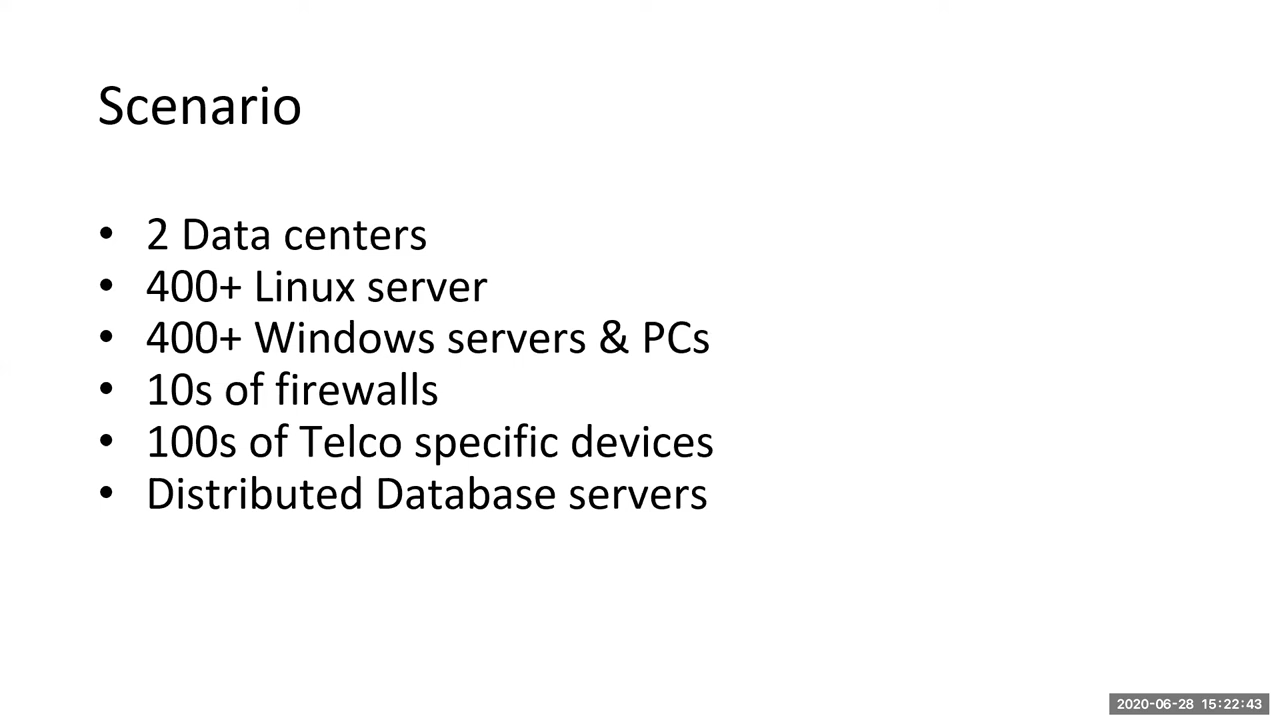 Scenario
• 2 Data centers
• 400+ Linux server
• 400+ Windows servers & PCs
• 10s of firewalls
• 100s of Telco specific devices
• Distributed Database servers
2020-06-28 15:22:43